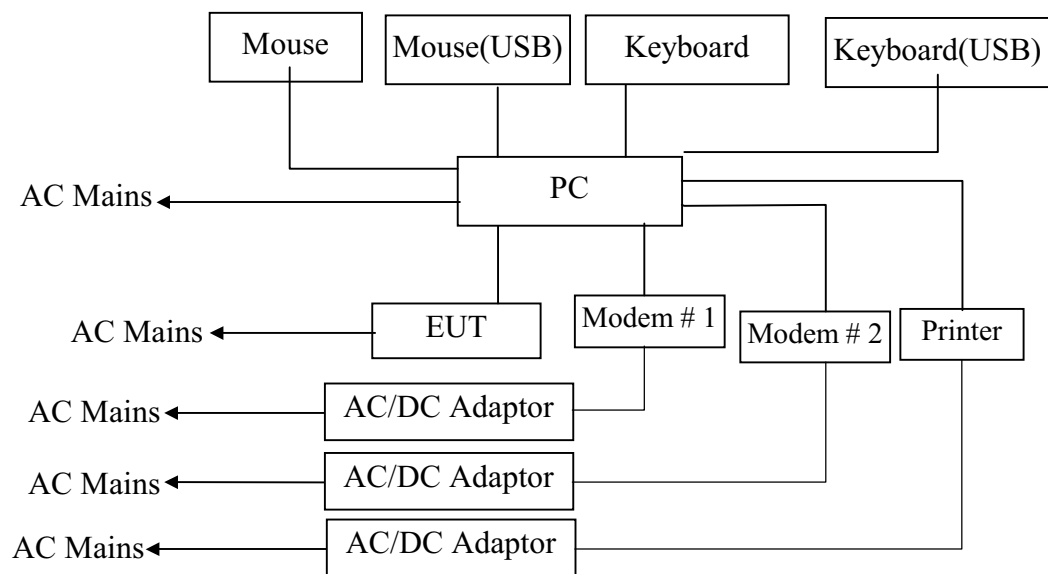 Mouse
Mouse(USB)
Keyboard
Keyboard(USB)
PC
AC Mains
EUT
Modem # 1
Modem # 2
Printer
AC Mains
AC/DC Adaptor
AC Mains
AC/DC Adaptor
AC Mains
AC/DC Adaptor
AC Mains